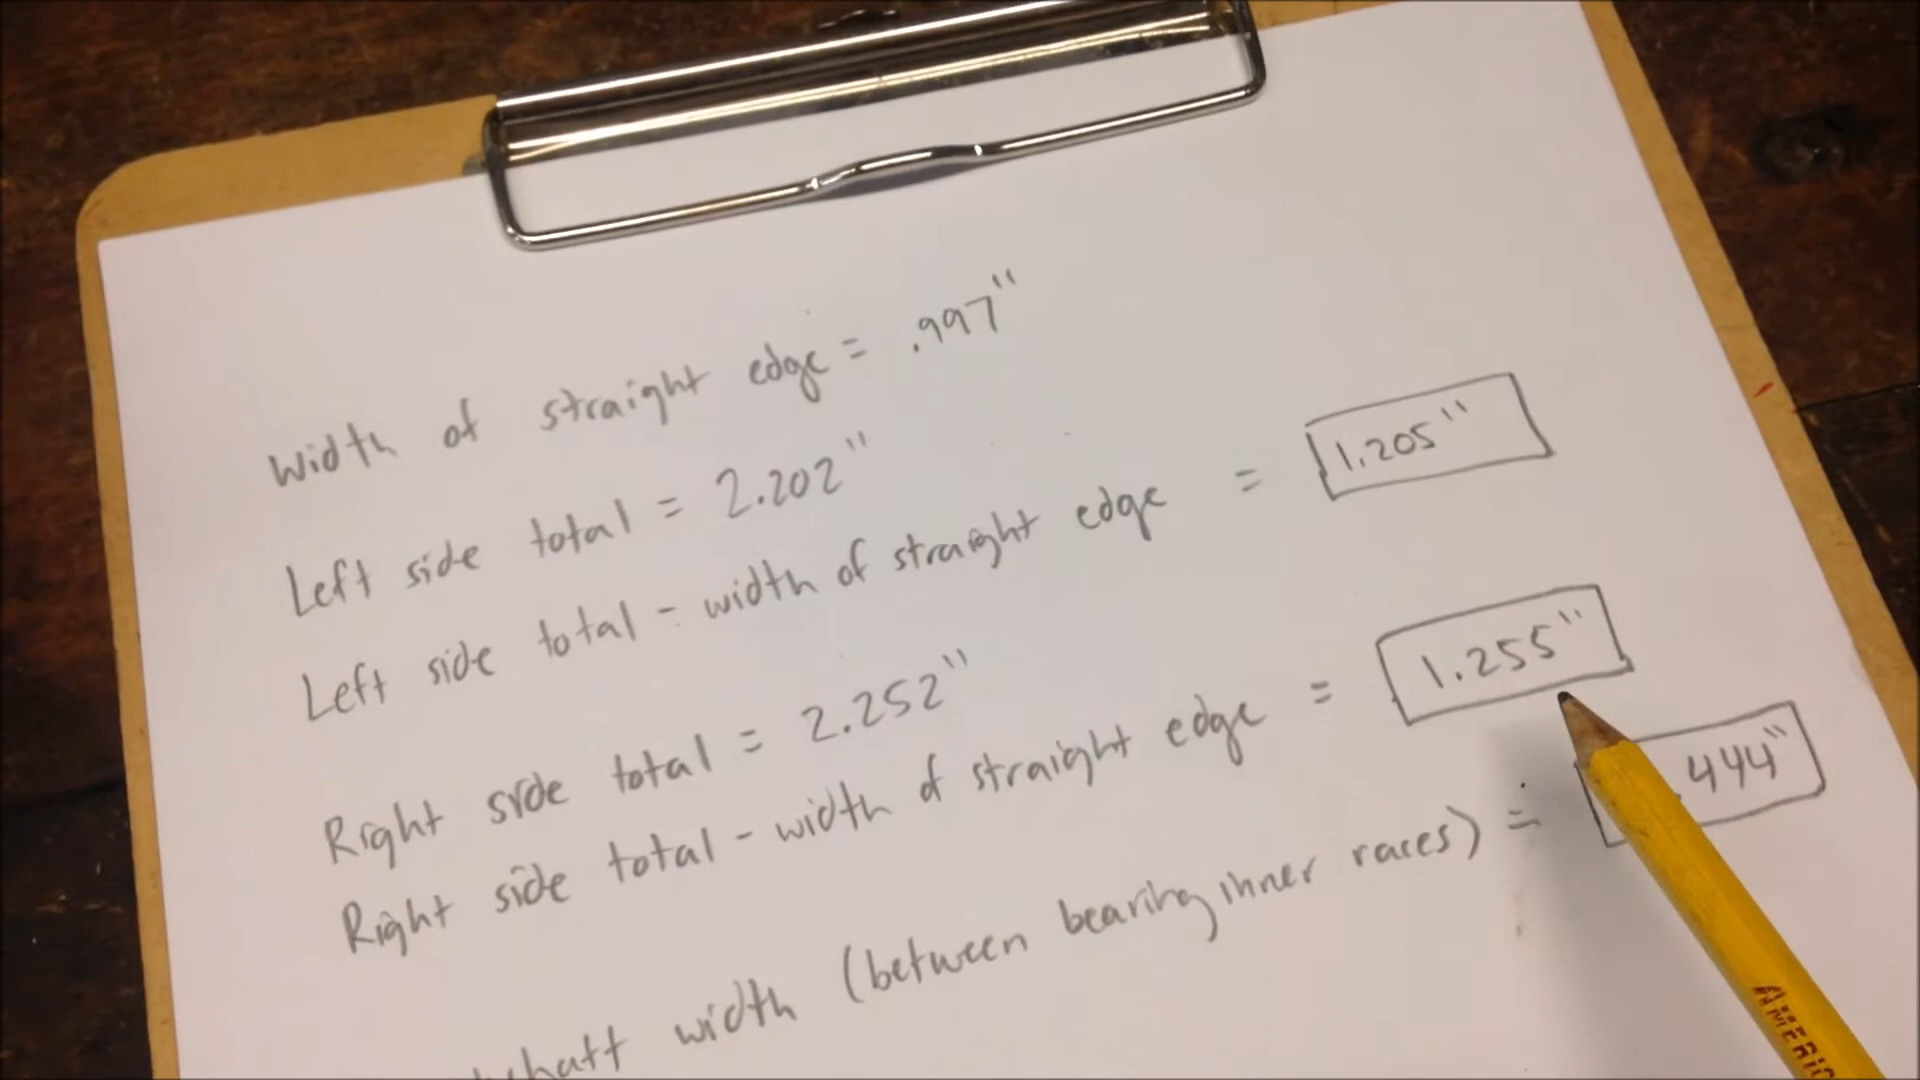 Width of straight edge = .997"
Left side total = 2.202"
Left side total - width of straight edge = 1.205"
Right side total = 2.252"
Right side total - width of straight edge = 1.255"
width (between bearing inner races) = .444"